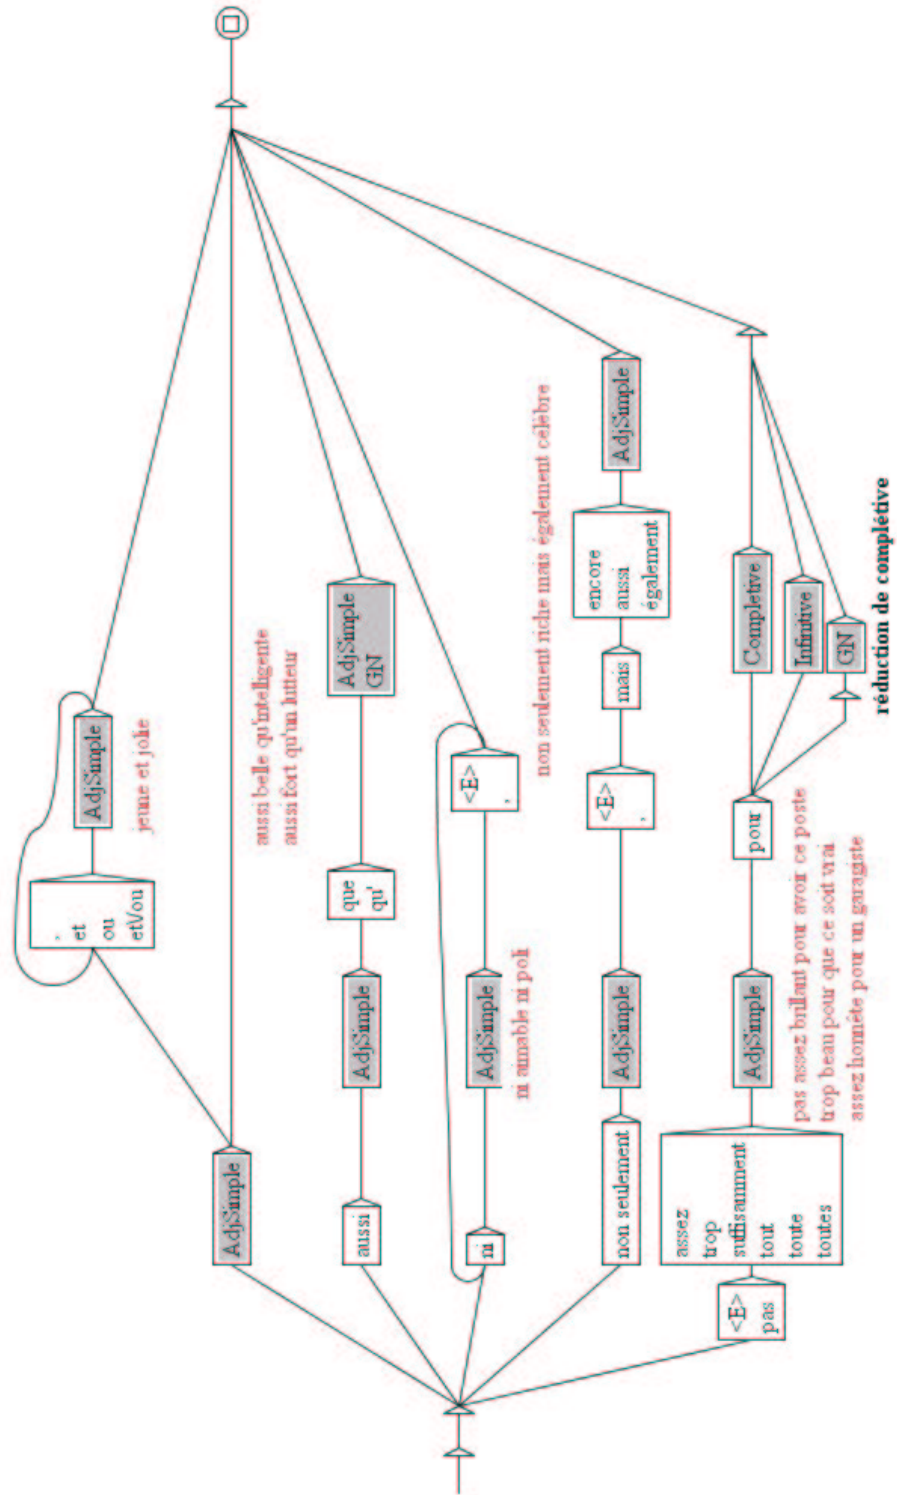 AdjSimple
,
et
ou
et\/ou
AdjSimple
jeune et jolie
aussi
AdjSimple
que
qu'
AdjSimple
GN
aussi belle qu'intelligente
aussi fort qu'un lutteur
ni
AdjSimple
<E>
,
ni aimable ni poli
non seulement
AdjSimple
<E>
,
mais
encore
aussi
également
AdjSimple
non seulement riche mais également célèbre
<E>
pas
assez
trop
suffisamment
tout
toute
toutes
AdjSimple
pour
Completive
Infinitive
GN
pas assez brillant pour avoir ce poste
trop beau pour que ce soit vrai
assez honnête pour un garagiste
réduction de complétive